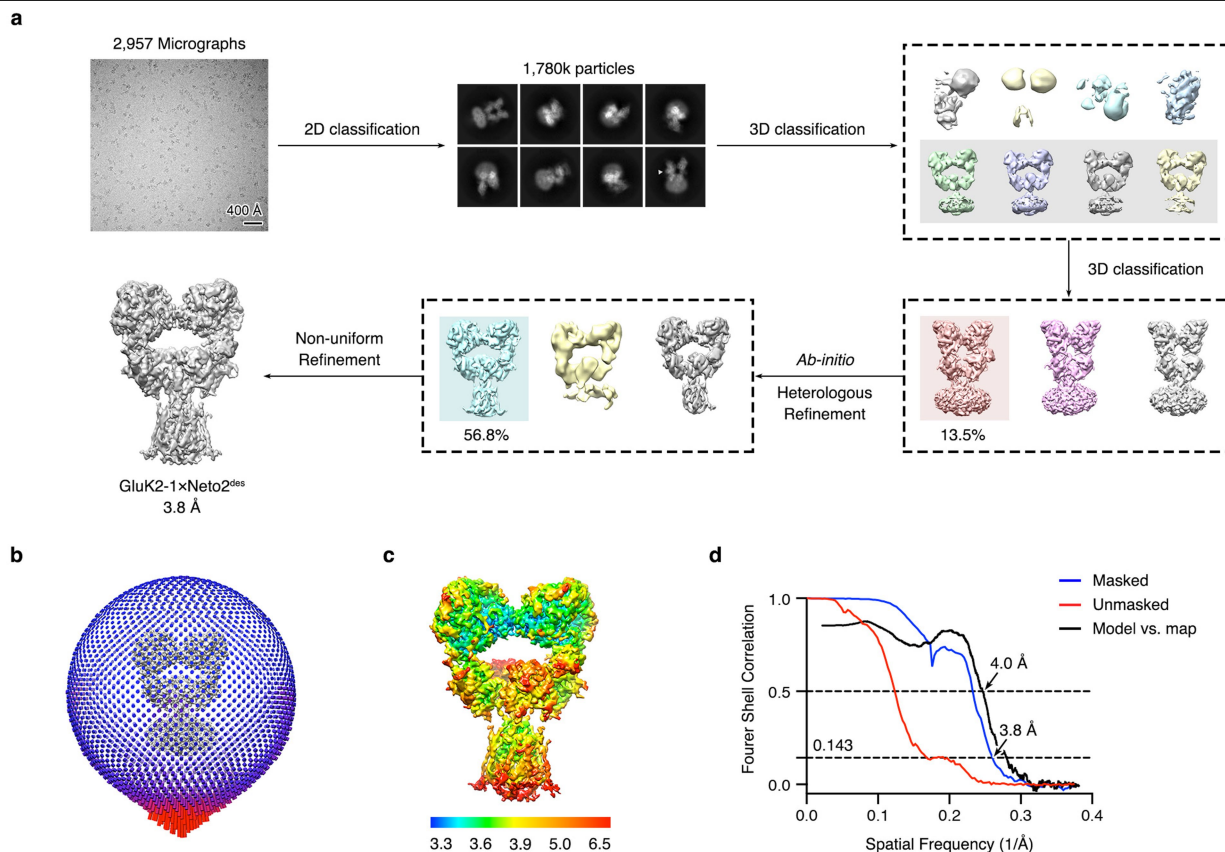 a
2,957 Micrographs
400 Å
2D classification
1,780k particles
3D classification
3D classification
13.5%
Ab-initio
Heterologous
Refinement
56.8%
Non-uniform
Refinement
GluK2-1×Neto2des
3.8 Å
b
c
3.3 3.6 3.9 5.0 6.5
d
Masked
Unmasked
Model vs. map
Fourer Shell Correlation
1.0
0.5
0.0
0.143
4.0 Å
3.8 Å
0.0 0.1 0.2 0.3 0.4
Spatial Frequency (1/Å)